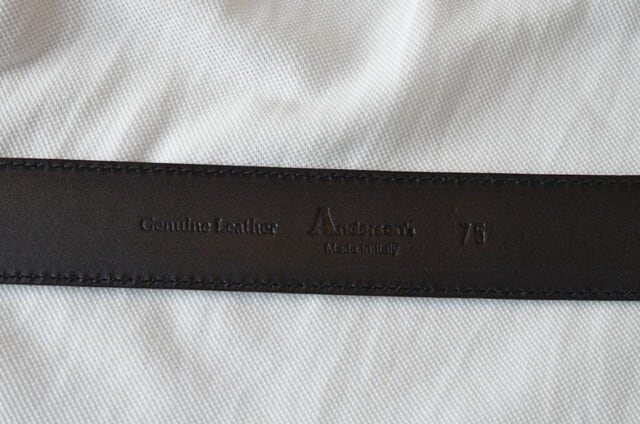 Genuine Leather
Anderson's
Made in Italy
75